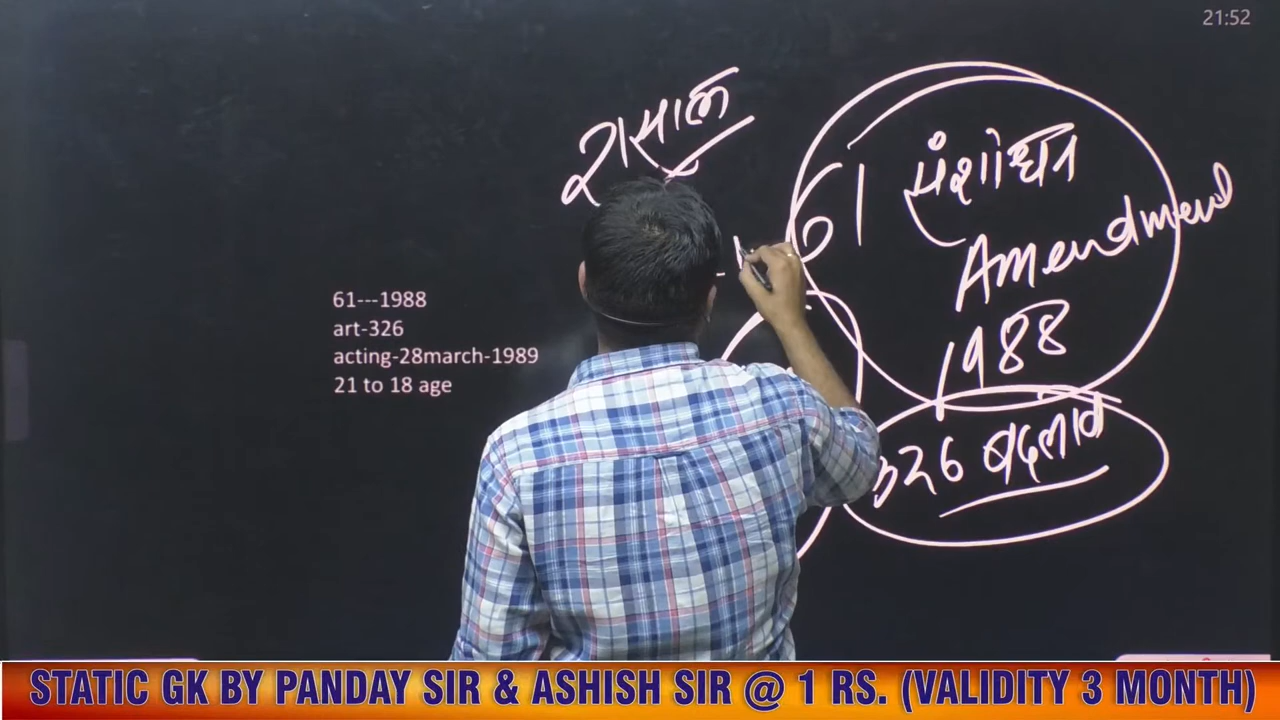 21:52
61 संशोधन
Amendment
1988
61---1988
art-326
acting-28march-1989
21 to 18 age
326 बदलाव
STATIC GK BY PANDAY SIR & ASHISH SIR @ 1 RS. (VALIDITY 3 MONTH)